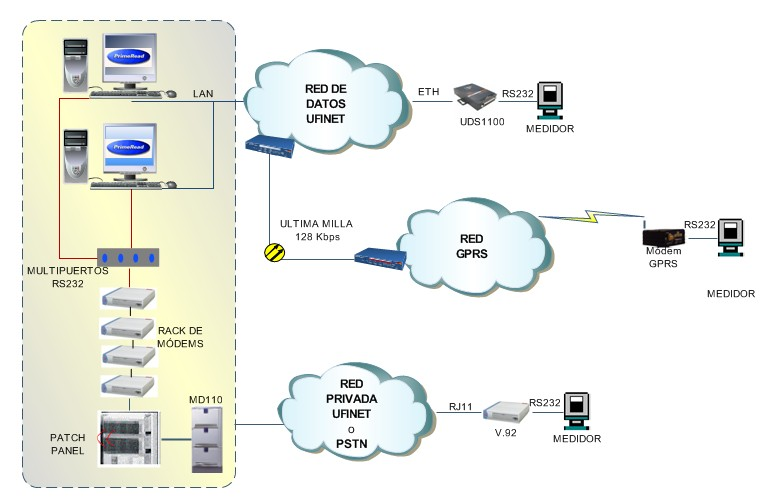 PrimeRead
LAN
RED DE
DATOS
UFINET
ETH
UDS1100
RS232
MEDIDOR
PrimeRead
ULTIMA MILLA
128 Kbps
RED
GPRS
RS232
Módem
GPRS
MEDIDOR
MULTIPUERTOS
RS232
RACK DE
MÓDEMS
MD110
PATCH
PANEL
RED
PRIVADA
UFINET
o
PSTN
RJ11
V.92
RS232
MEDIDOR